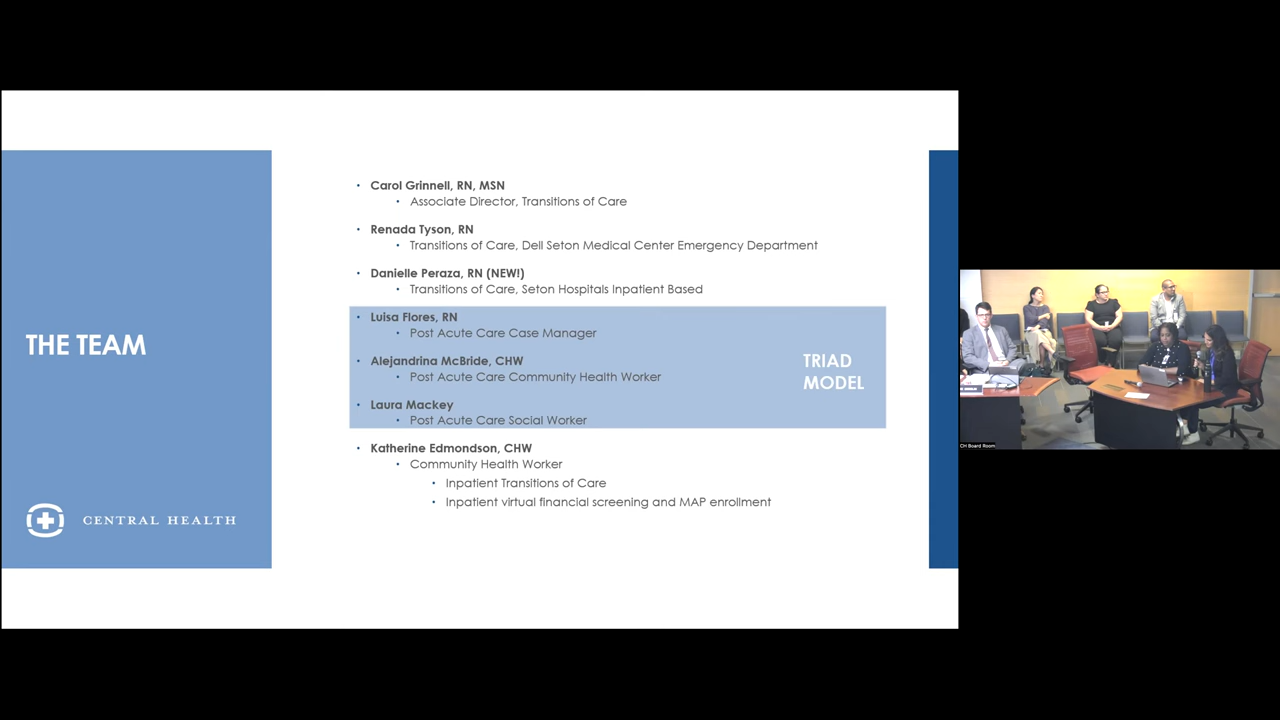 THE TEAM
CENTRAL HEALTH
• Carol Grinnell, RN, MSN
• Associate Director, Transitions of Care
• Renada Tyson, RN
• Transitions of Care, Dell Seton Medical Center Emergency Department
• Danielle Peraza, RN (NEW!)
• Transitions of Care, Seton Hospitals Inpatient Based
• Luisa Flores, RN
• Post Acute Care Case Manager
• Alejandrina McBride, CHW
• Post Acute Care Community Health Worker
• Laura Mackey
• Post Acute Care Social Worker
TRIAD
MODEL
• Katherine Edmondson, CHW
• Community Health Worker
• Inpatient Transitions of Care
• Inpatient virtual financial screening and MAP enrollment
CH Board Room